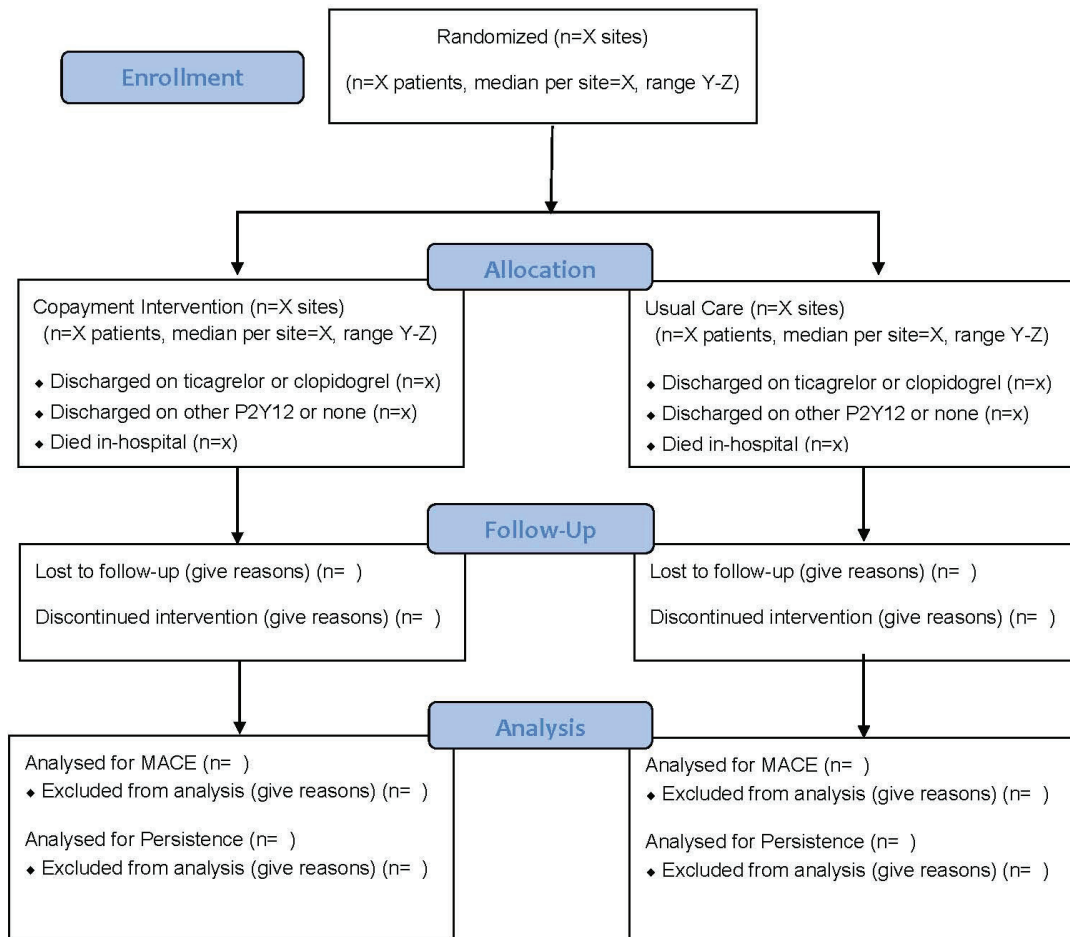 Randomized (n=X sites)
(n=X patients, median per site=X, range Y-Z)
Enrollment
Allocation
Copayment Intervention (n=X sites)
(n=X patients, median per site=X, range Y-Z)
♦ Discharged on ticagrelor or clopidogrel (n=x)
♦ Discharged on other P2Y12 or none (n=x)
♦ Died in-hospital (n=x)
Usual Care (n=X sites)
(n=X patients, median per site=X, range Y-Z)
♦ Discharged on ticagrelor or clopidogrel (n=x)
♦ Discharged on other P2Y12 or none (n=x)
♦ Died in-hospital (n=x)
Follow-Up
Lost to follow-up (give reasons) (n= )
Discontinued intervention (give reasons) (n= )
Lost to follow-up (give reasons) (n= )
Discontinued intervention (give reasons) (n= )
Analysis
Analysed for MACE (n= )
♦ Excluded from analysis (give reasons) (n= )
Analysed for Persistence (n= )
♦ Excluded from analysis (give reasons) (n= )
Analysed for MACE (n= )
♦ Excluded from analysis (give reasons) (n= )
Analysed for Persistence (n= )
♦ Excluded from analysis (give reasons) (n= )